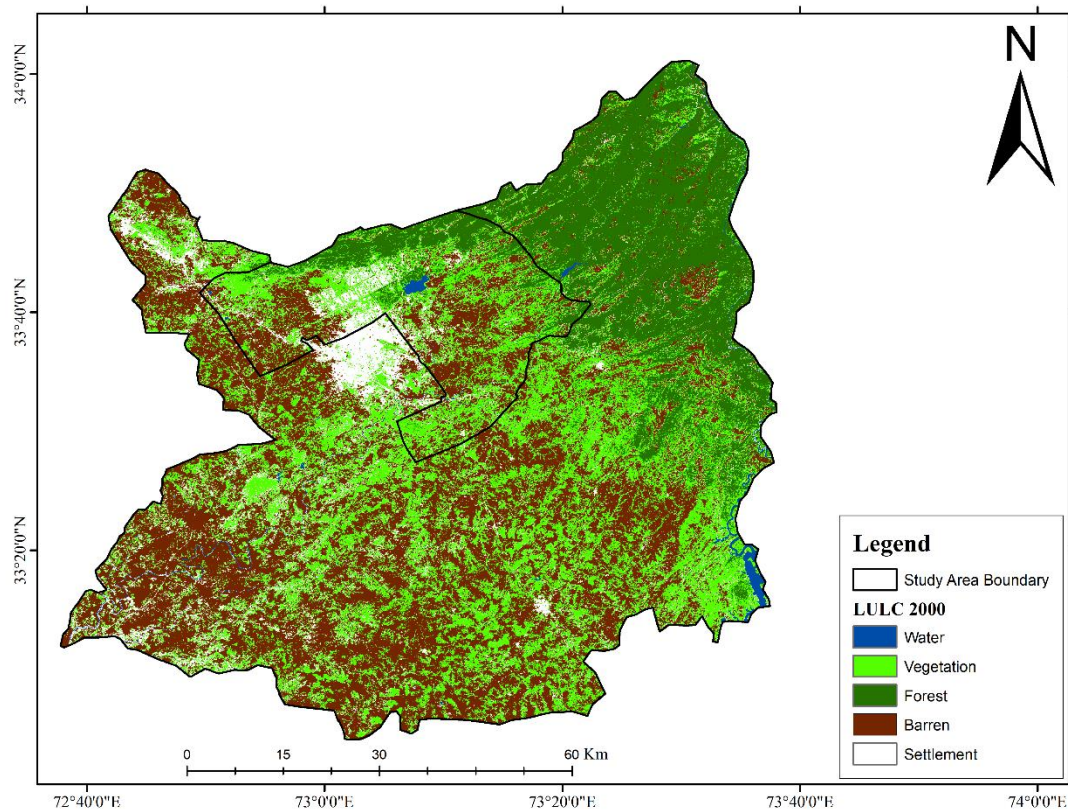 N
34°0'0"N
33°40'0"N
33°20'0"N
Legend
Study Area Boundary
LULC 2000
Water
Vegetation
Forest
Barren
Settlement
0 15 30 60 Km
72°40'0"E 73°0'0"E 73°20'0"E 73°40'0"E 74°0'0"E